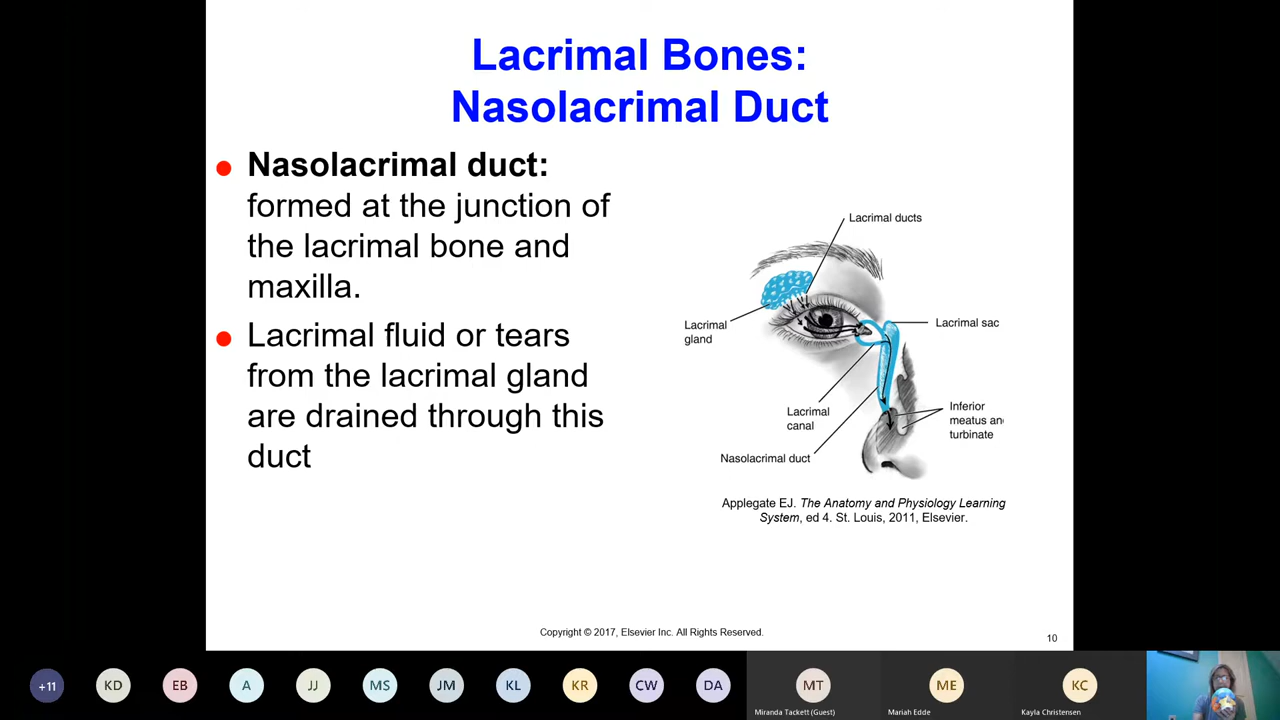 Lacrimal Bones:
Nasolacrimal Duct
Nasolacrimal duct:
formed at the junction of
the lacrimal bone and
maxilla.
Lacrimal fluid or tears
from the lacrimal gland
are drained through this
duct
Lacrimal ducts
Lacrimal
gland
Lacrimal sac
Lacrimal
canal
Inferior
meatus an
turbinate
Nasolacrimal duct
Applegate EJ. The Anatomy and Physiology Learning
System, ed 4. St. Louis, 2011, Elsevier.
Copyright © 2017, Elsevier Inc. All Rights Reserved.
10
+11
KD
EB
A
JJ
MS
JM
KL
KR
CW
DA
MT
ME
KC
Miranda Tackett (Guest)
Mariah Edde
Kayla Christensen